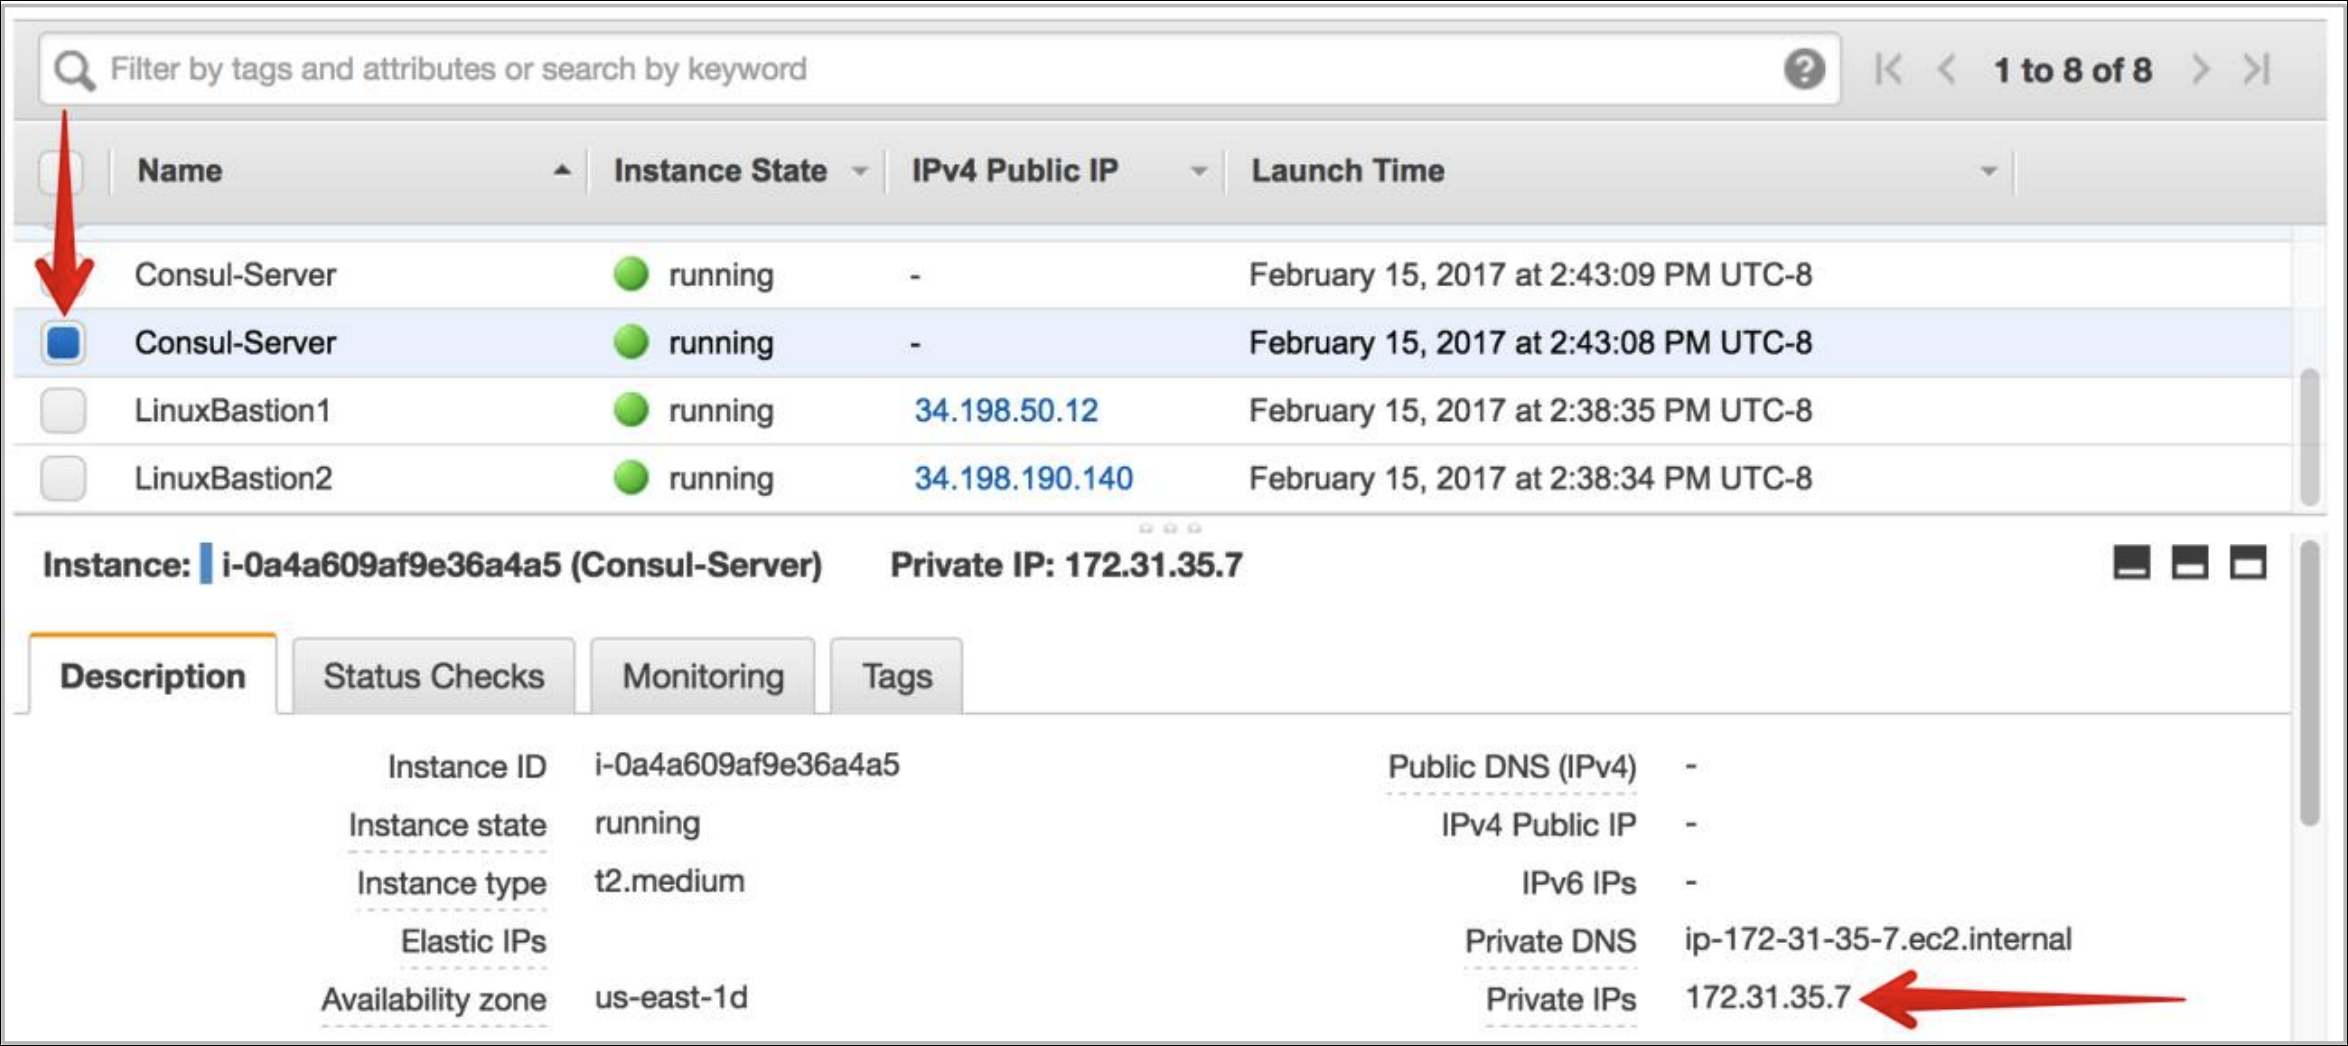 Filter by tags and attributes or search by keyword ? 1 to 8 of 8
Name Instance State IPv4 Public IP Launch Time
Consul-Server running - February 15, 2017 at 2:43:09 PM UTC-8
Consul-Server running - February 15, 2017 at 2:43:08 PM UTC-8
LinuxBastion1 running 34.198.50.12 February 15, 2017 at 2:38:35 PM UTC-8
LinuxBastion2 running 34.198.190.140 February 15, 2017 at 2:38:34 PM UTC-8
Instance: i-0a4a609af9e36a4a5 (Consul-Server) Private IP: 172.31.35.7
Description Status Checks Monitoring Tags
Instance ID i-0a4a609af9e36a4a5 Public DNS (IPv4) -
Instance state running IPv4 Public IP -
Instance type t2.medium IPv6 IPs -
Elastic IPs Private DNS ip-172-31-35-7.ec2.internal
Availability zone us-east-1d Private IPs 172.31.35.7